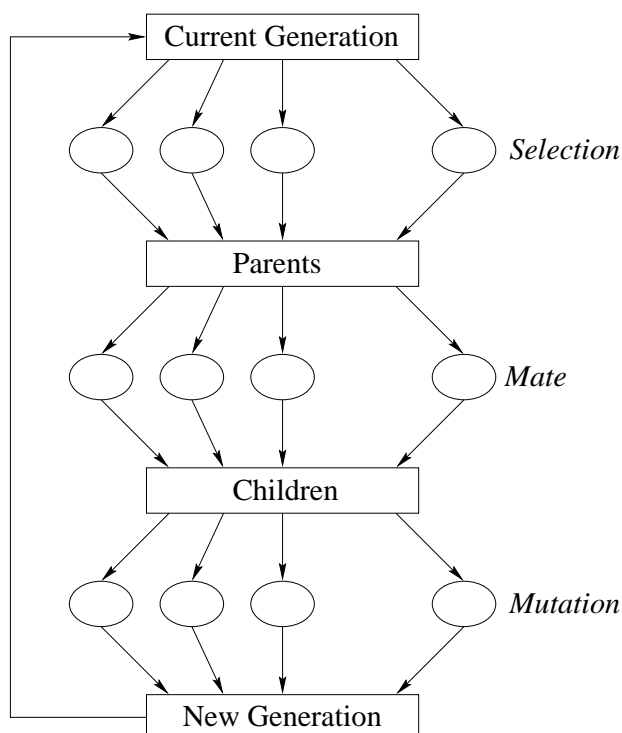 Current Generation
Selection
Parents
Mate
Children
Mutation
New Generation